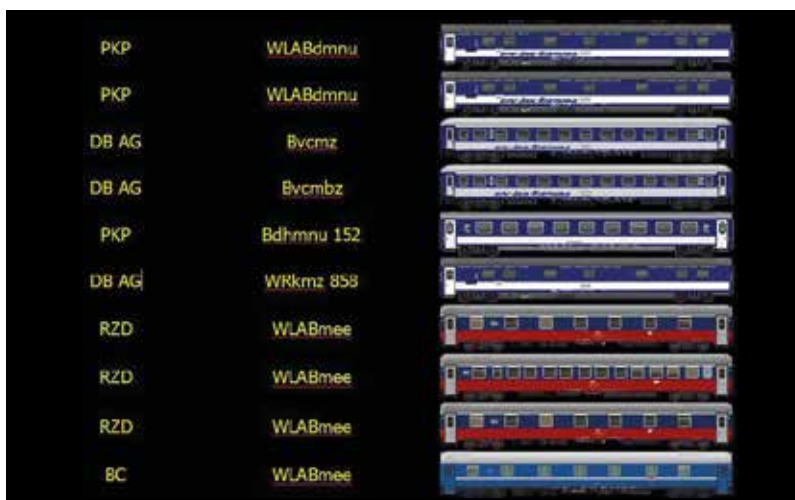 PKP WLABdmnu
PKP WLABdmnu
DB AG Bvcmz
DB AG Bvcmbz
PKP Bdhmnu 152
DB AG WRkmz 858
RZD WLABmee
RZD WLABmee
RZD WLABmee
BC WLABmee